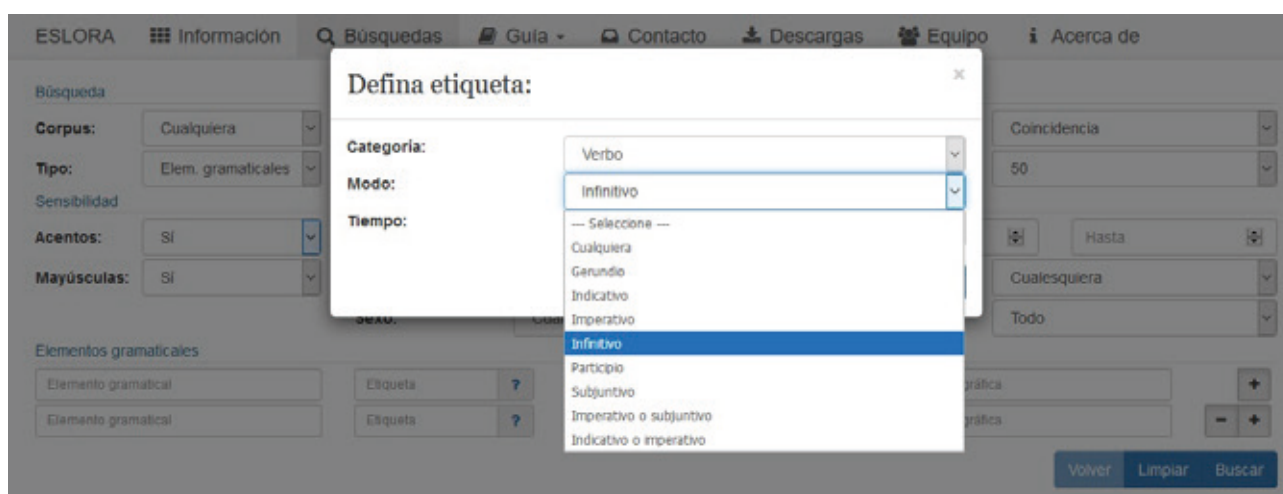 ESLORA Información Búsquedas Guía Contacto Descargas Equipo Acerca de
Defina etiqueta: ×
Búsqueda
Corpus: Cualquiera Coincidencia
Categoría: Verbo
Tipo: Elem. gramaticales 50
Modo: Infinitivo
Sensibilidad
Tiempo: --- Seleccione ---
Acentos: Sí Hasta
Cualquiera
Gerundio
Mayúsculas: Sí Cualesquiera
Indicativo
Sexo: Imperativo Todo
Infinitivo
Elementos gramaticales
Participio
Elemento gramatical Etiqueta ? +
Subjuntivo
Imperativo o subjuntivo
Elemento gramatical Etiqueta ? - +
Indicativo o imperativo
Volver Limpiar Buscar